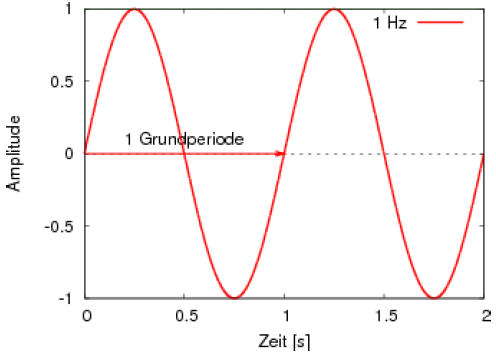 1 Hz
1
0.5
0
-0.5
-1
Amplitude
1 Grundperiode
0 0.5 1 1.5 2
Zeit [s]